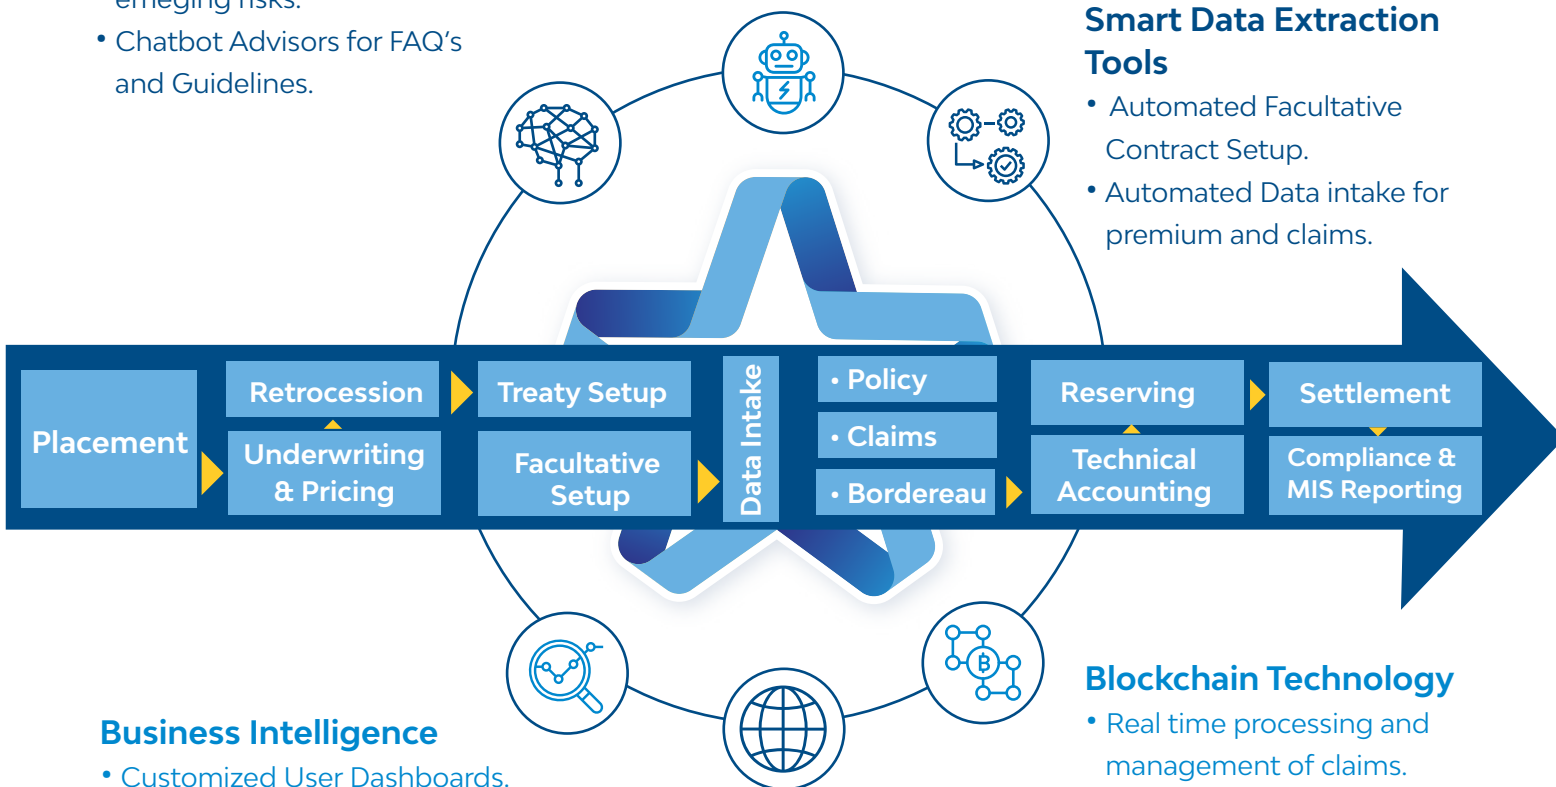 emeging risks.
• Chatbot Advisors for FAQ's
and Guidelines.
Smart Data Extraction
Tools
• Automated Facultative
Contract Setup.
• Automated Data intake for
premium and claims.
Placement
Retrocession
Underwriting
& Pricing
Treaty Setup
Facultative
Setup
Data Intake
• Policy
• Claims
• Bordereau
Reserving
Technical
Accounting
Settlement
Compliance &
MIS Reporting
Business Intelligence
• Customized User Dashboards.
Blockchain Technology
• Real time processing and
management of claims.